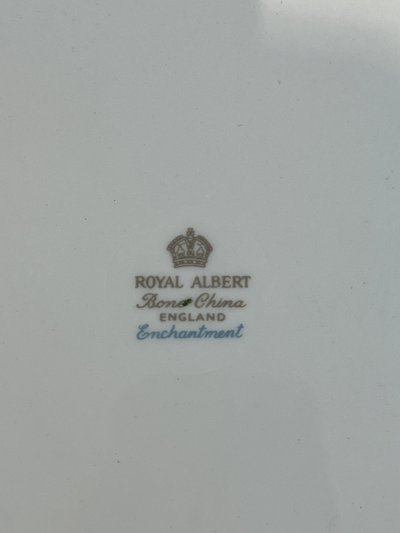 ROYAL ALBERT
Bone China
ENGLAND
Enchantment